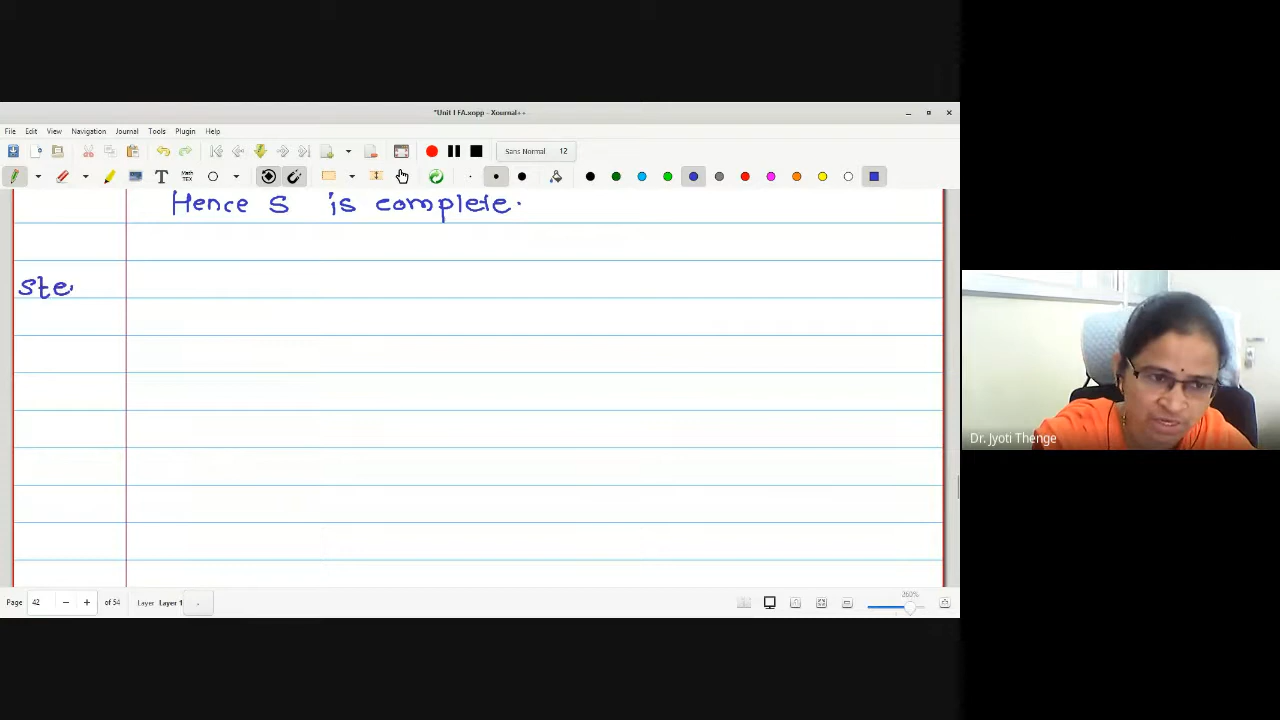 *Unit I FA.xopp - Xournal++
File Edit View Navigation Journal Tools Plugin Help
Sans Normal 12
Hence S is complete.
Ste
Dr. Jyoti Thenge
Page 42 of 54 Layer Layer 1